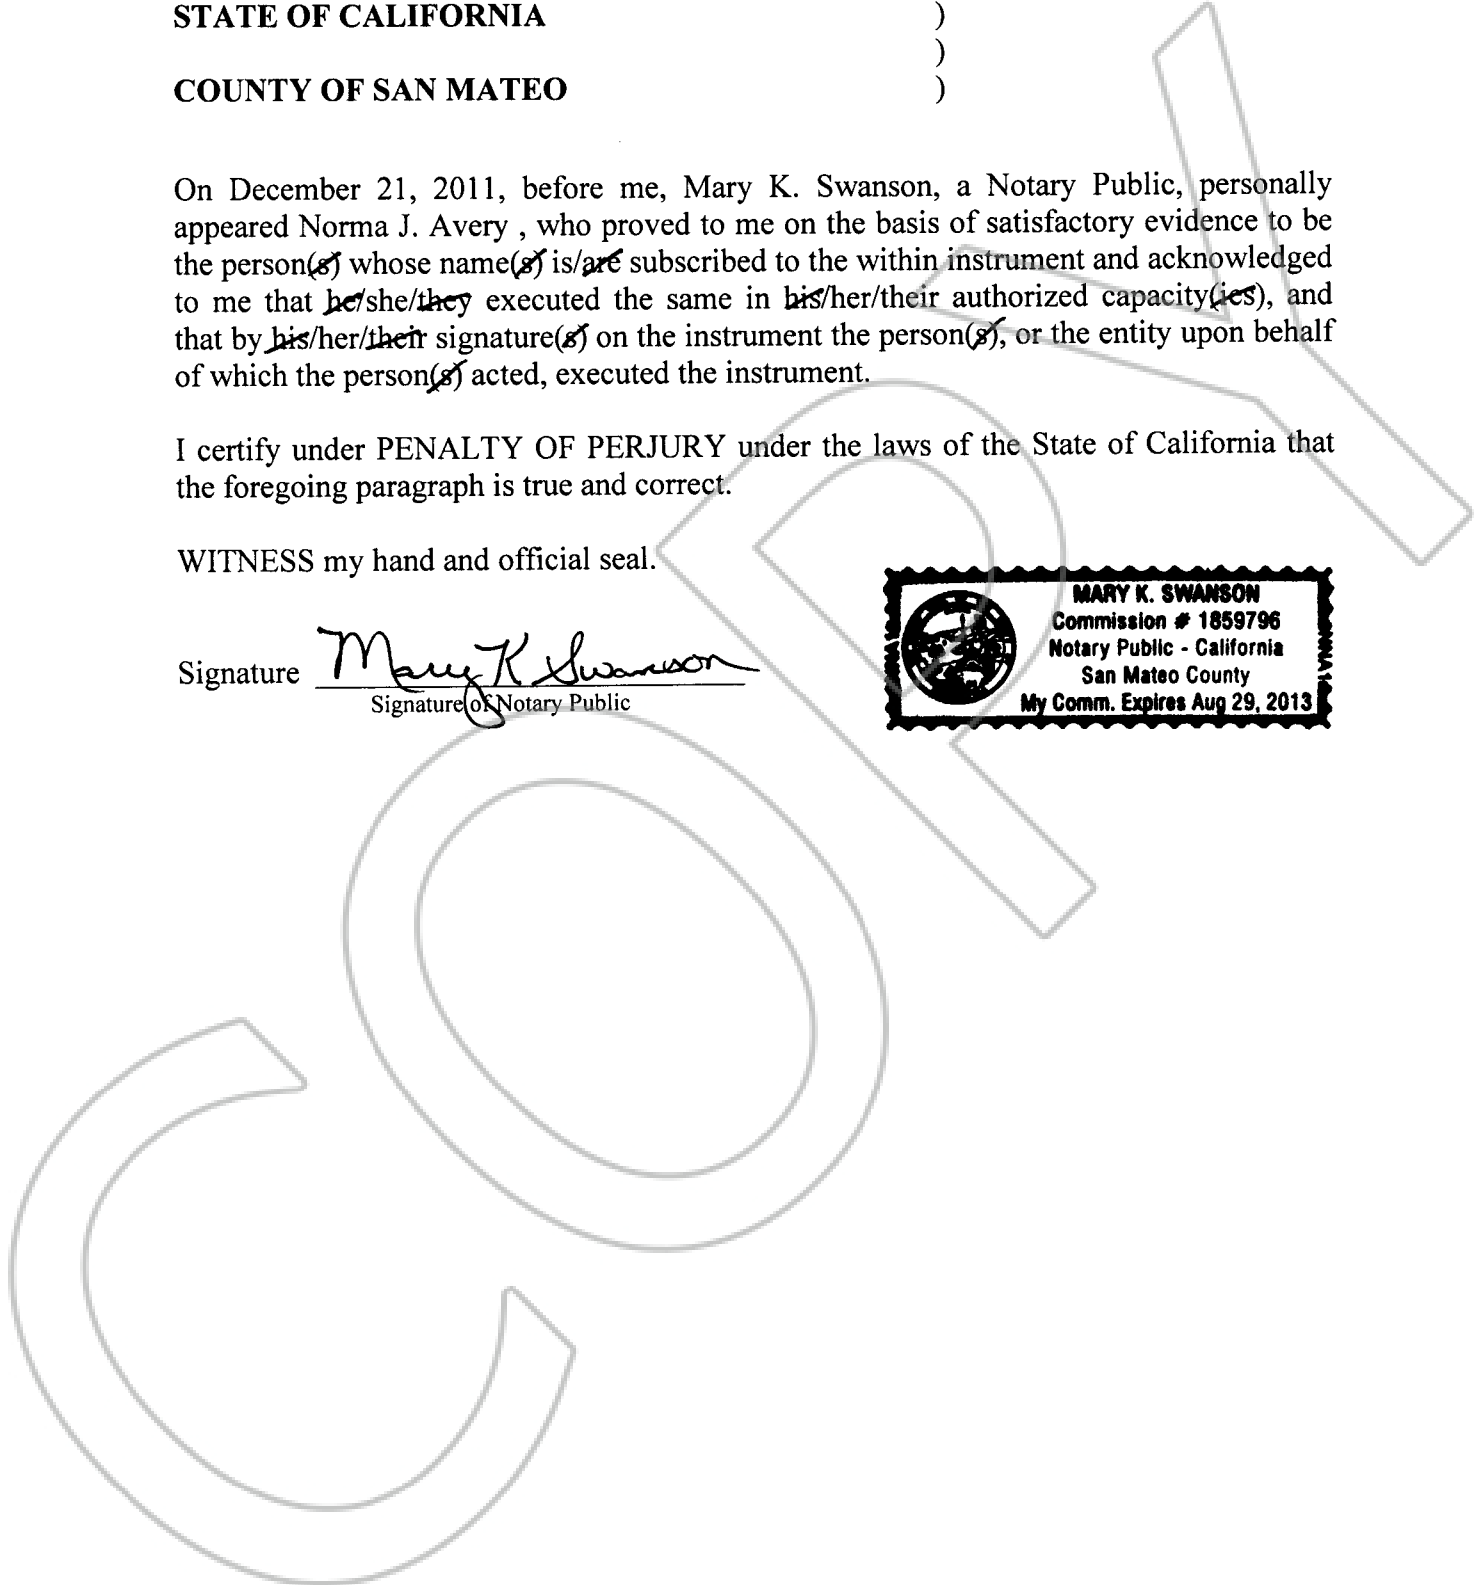 STATE OF CALIFORNIA )
)
COUNTY OF SAN MATEO )
On December 21, 2011, before me, Mary K. Swanson, a Notary Public, personally
appeared Norma J. Avery , who proved to me on the basis of satisfactory evidence to be
the person(s) whose name(s) is/are subscribed to the within instrument and acknowledged
to me that he/she/they executed the same in his/her/their authorized capacity(ies), and
that by his/her/their signature(s) on the instrument the person(s), or the entity upon behalf
of which the person(s) acted, executed the instrument.
I certify under PENALTY OF PERJURY under the laws of the State of California that
the foregoing paragraph is true and correct.
WITNESS my hand and official seal.
Signature Mary K Swanson
Signature of Notary Public
MARY K. SWANSON
Commission # 1859796
Notary Public - California
San Mateo County
My Comm. Expires Aug 29, 2013
COPY